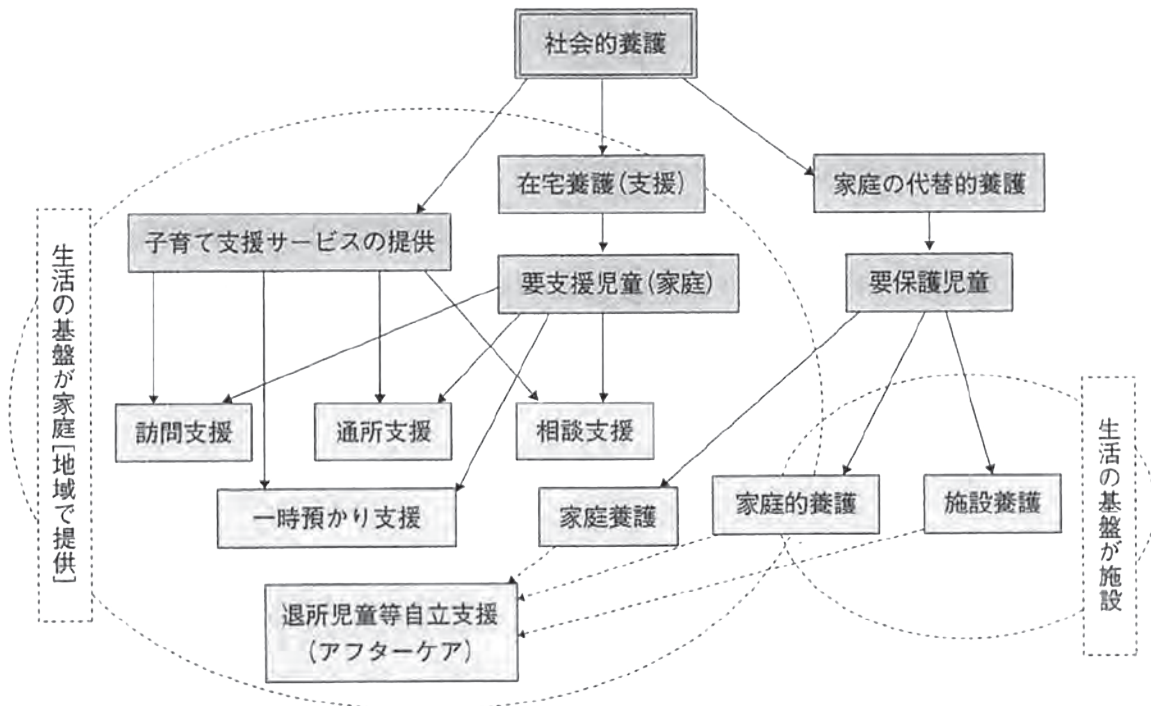 社会的養護
在宅養護(支援)
家庭の代替的養護
子育て支援サービスの提供
要支援児童(家庭)
要保護児童
生活の基盤が家庭[地域で提供]
訪問支援
通所支援
相談支援
生活の基盤が施設
一時預かり支援
家庭養護
家庭的養護
施設養護
退所児童等自立支援
(アフターケア)